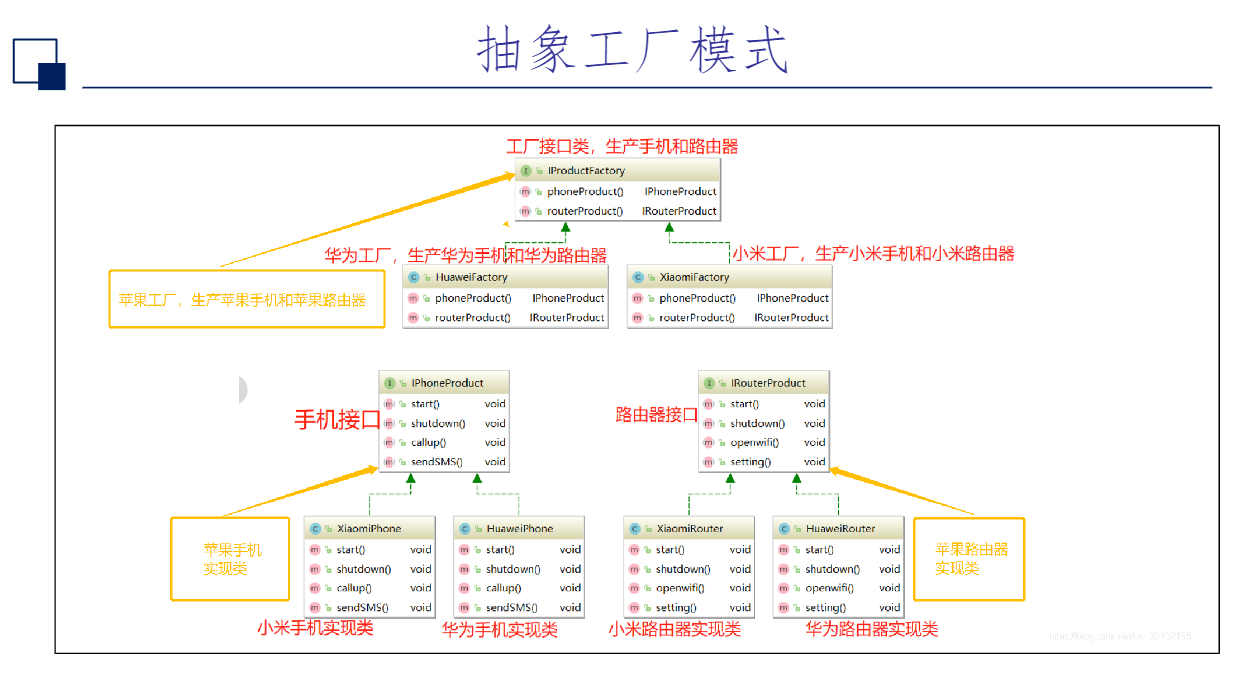 抽象工厂模式
工厂接口类，生产手机和路由器
I IProductFactory
m phoneProduct() IPhoneProduct
m routerProduct() IRouterProduct
华为工厂，生产华为手机和华为路由器
小米工厂，生产小米手机和小米路由器
苹果工厂，生产苹果手机和苹果路由器
C HuaweiFactory
m phoneProduct() IPhoneProduct
m routerProduct() IRouterProduct
C XiaomiFactory
m phoneProduct() IPhoneProduct
m routerProduct() IRouterProduct
手机接口
I IPhoneProduct
m start() void
m shutdown() void
m callup() void
m sendSMS() void
路由器接口
I IRouterProduct
m start() void
m shutdown() void
m openwifi() void
m setting() void
苹果手机
实现类
C XiaomiPhone
m start() void
m shutdown() void
m callup() void
m sendSMS() void
小米手机实现类
C HuaweiPhone
m start() void
m shutdown() void
m callup() void
m sendSMS() void
华为手机实现类
C XiaomiRouter
m start() void
m shutdown() void
m openwifi() void
m setting() void
小米路由器实现类
C HuaweiRouter
m start() void
m shutdown() void
m openwifi() void
m setting() void
华为路由器实现类
苹果路由器
实现类